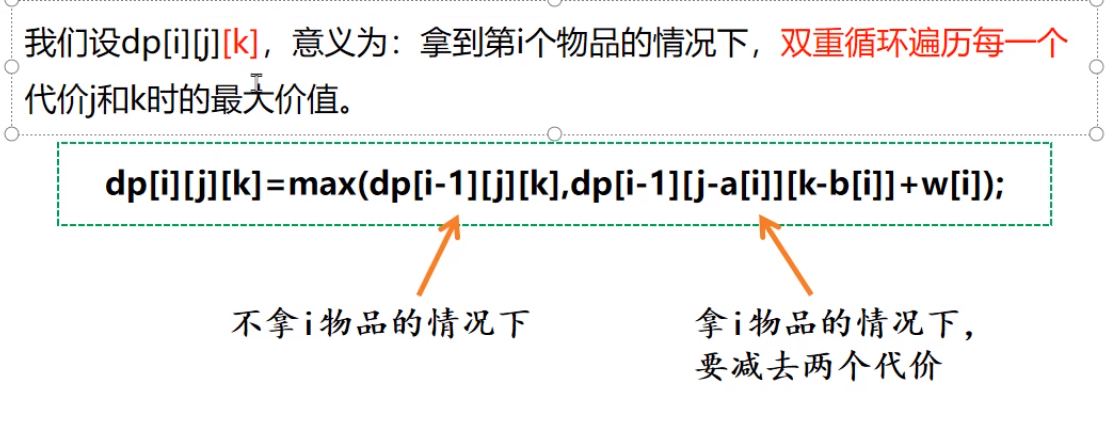 我们设dp[i][j][k]，意义为：拿到第i个物品的情况下，双重循环遍历每一个
代价j和k时的最大价值。
dp[i][j][k]=max(dp[i-1][j][k],dp[i-1][j-a[i]][k-b[i]]+w[i]);
不拿i物品的情况下
拿i物品的情况下，
要减去两个代价